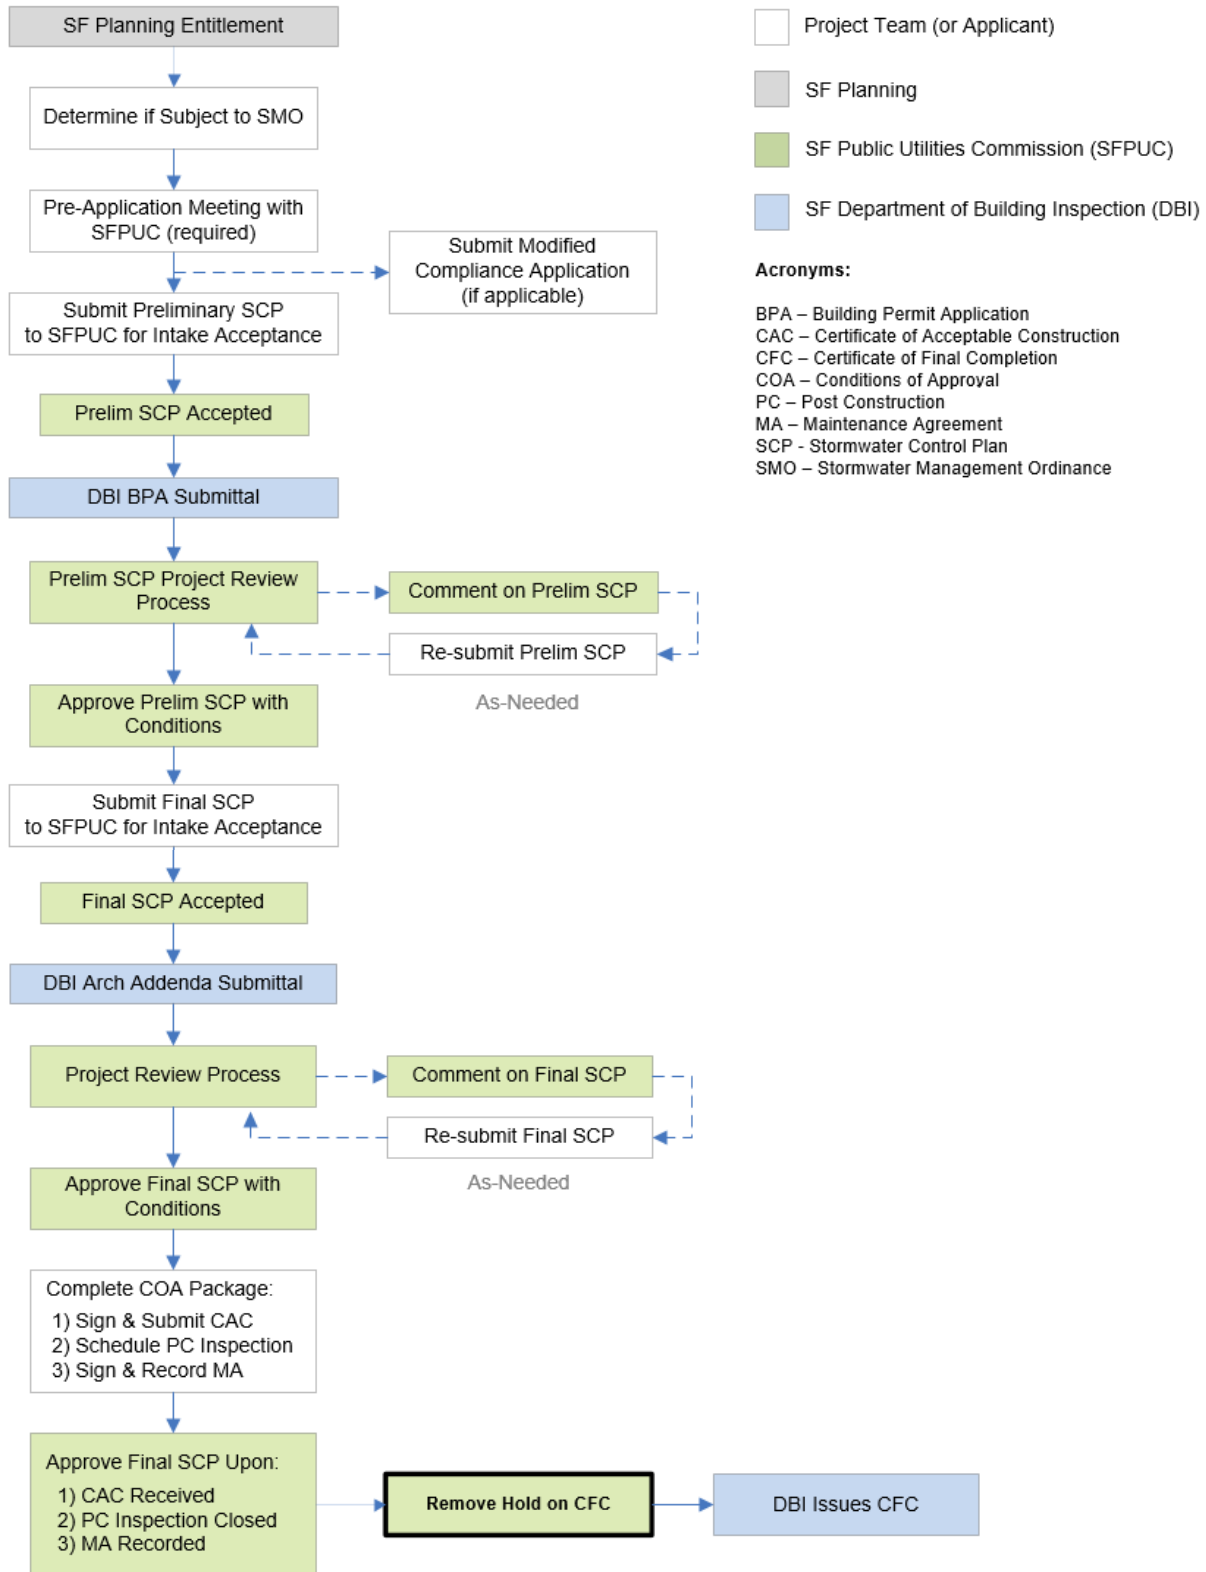 SF Planning Entitlement
Determine if Subject to SMO
Pre-Application Meeting with
SFPUC (required)
Submit Modified
Compliance Application
(if applicable)
Submit Preliminary SCP
to SFPUC for Intake Acceptance
Prelim SCP Accepted
DBI BPA Submittal
Prelim SCP Project Review
Process
Comment on Prelim SCP
Re-submit Prelim SCP
As-Needed
Approve Prelim SCP with
Conditions
Submit Final SCP
to SFPUC for Intake Acceptance
Final SCP Accepted
DBI Arch Addenda Submittal
Project Review Process
Comment on Final SCP
Re-submit Final SCP
As-Needed
Approve Final SCP with
Conditions
Complete COA Package:
1) Sign & Submit CAC
2) Schedule PC Inspection
3) Sign & Record MA
Approve Final SCP Upon:
1) CAC Received
2) PC Inspection Closed
3) MA Recorded
Remove Hold on CFC
DBI Issues CFC
Project Team (or Applicant)
SF Planning
SF Public Utilities Commission (SFPUC)
SF Department of Building Inspection (DBI)
Acronyms:
BPA – Building Permit Application
CAC – Certificate of Acceptable Construction
CFC – Certificate of Final Completion
COA – Conditions of Approval
PC – Post Construction
MA – Maintenance Agreement
SCP - Stormwater Control Plan
SMO – Stormwater Management Ordinance